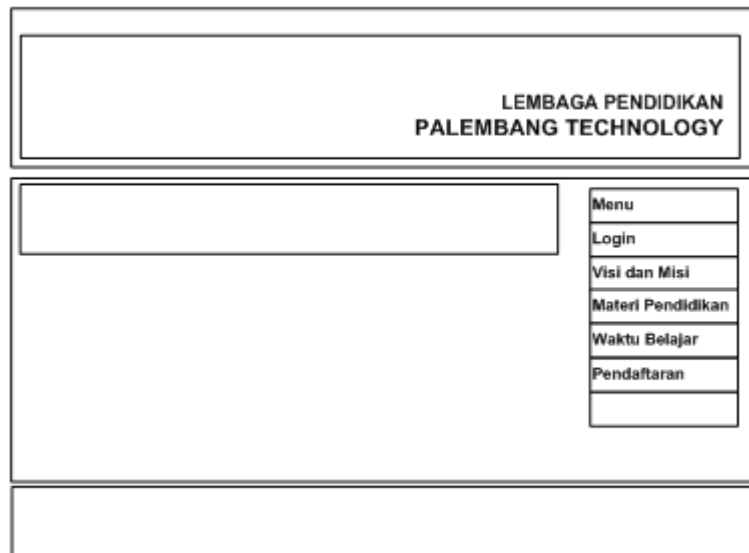 LEMBAGA PENDIDIKAN
PALEMBANG TECHNOLOGY
Menu
Login
Visi dan Misi
Materi Pendidikan
Waktu Belajar
Pendaftaran